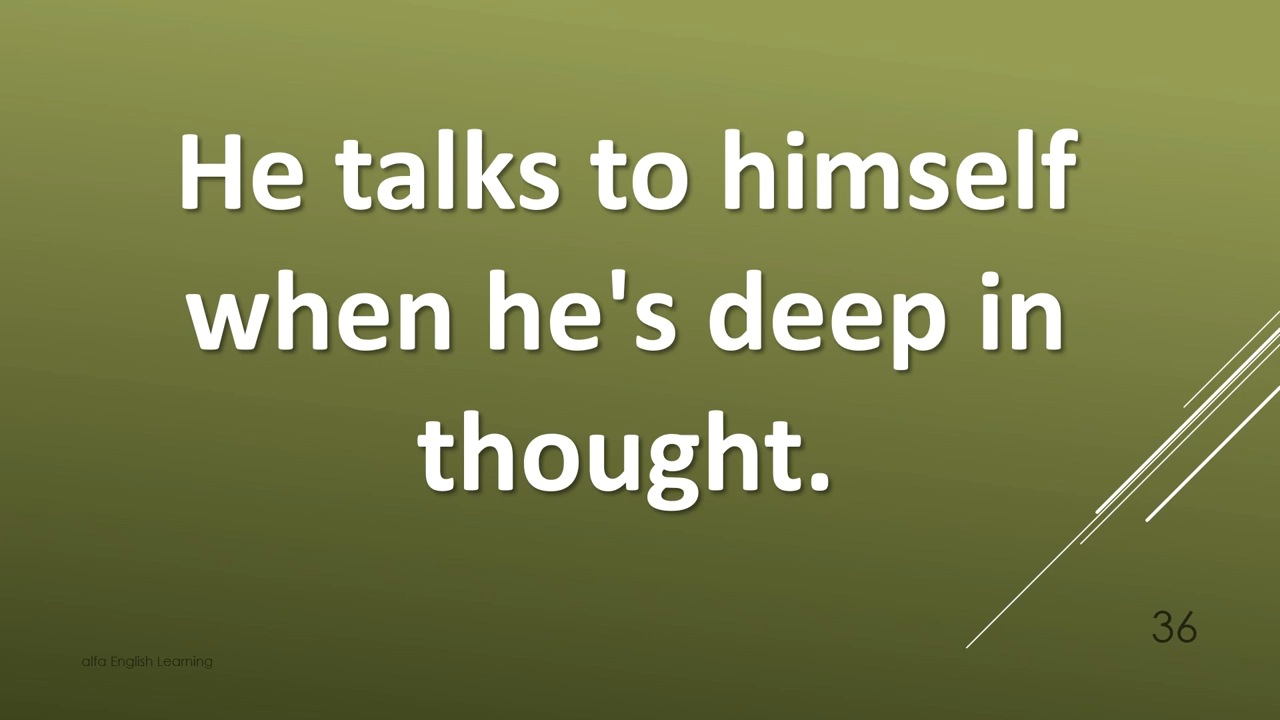 He talks to himself
when he's deep in
thought.
36
alfa English Learning